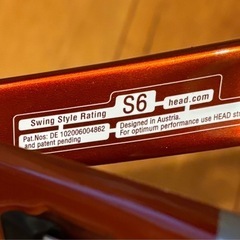 Swing Style Rating S6 head.com
Pat.Nos: DE 102006004862
and patent pending
Designed in Austria.
For optimum performance use HEAD